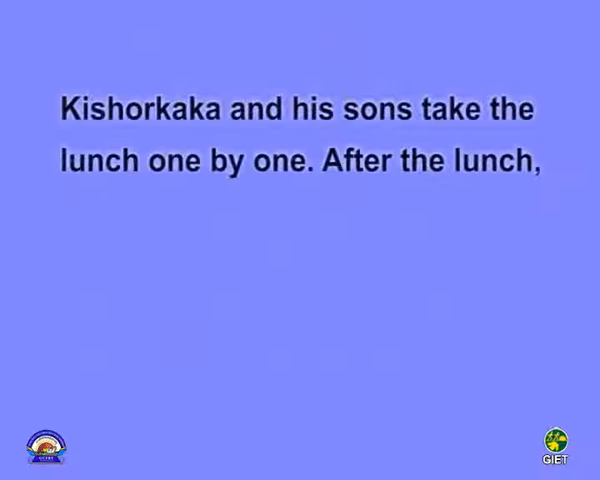 Kishorkaka and his sons take the
lunch one by one. After the lunch,
GIET